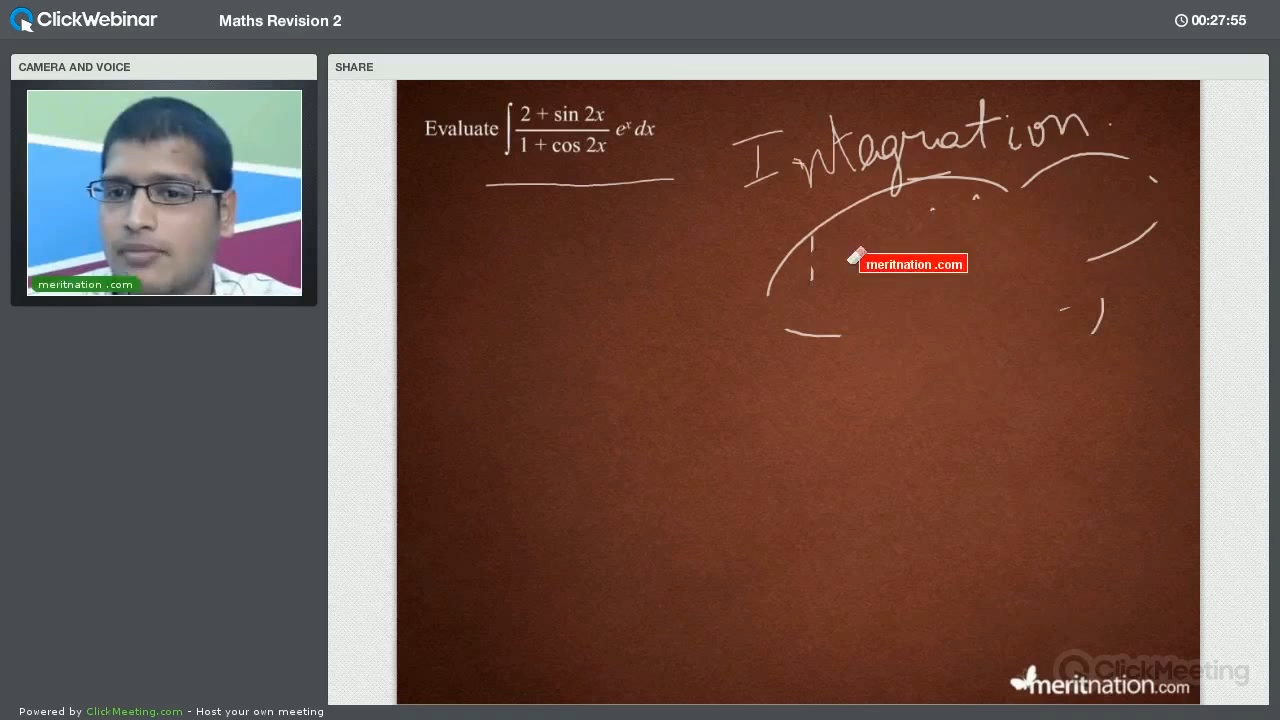 ClickWebinar Maths Revision 2 00:27:55
CAMERA AND VOICE
SHARE
meritnation .com
Evaluate ∫ (2 + sin 2x)/(1 + cos 2x) eˣ dx
Integration
meritnation .com
ClickMeeting
meritnation.com
Powered by ClickMeeting.com - Host your own meeting